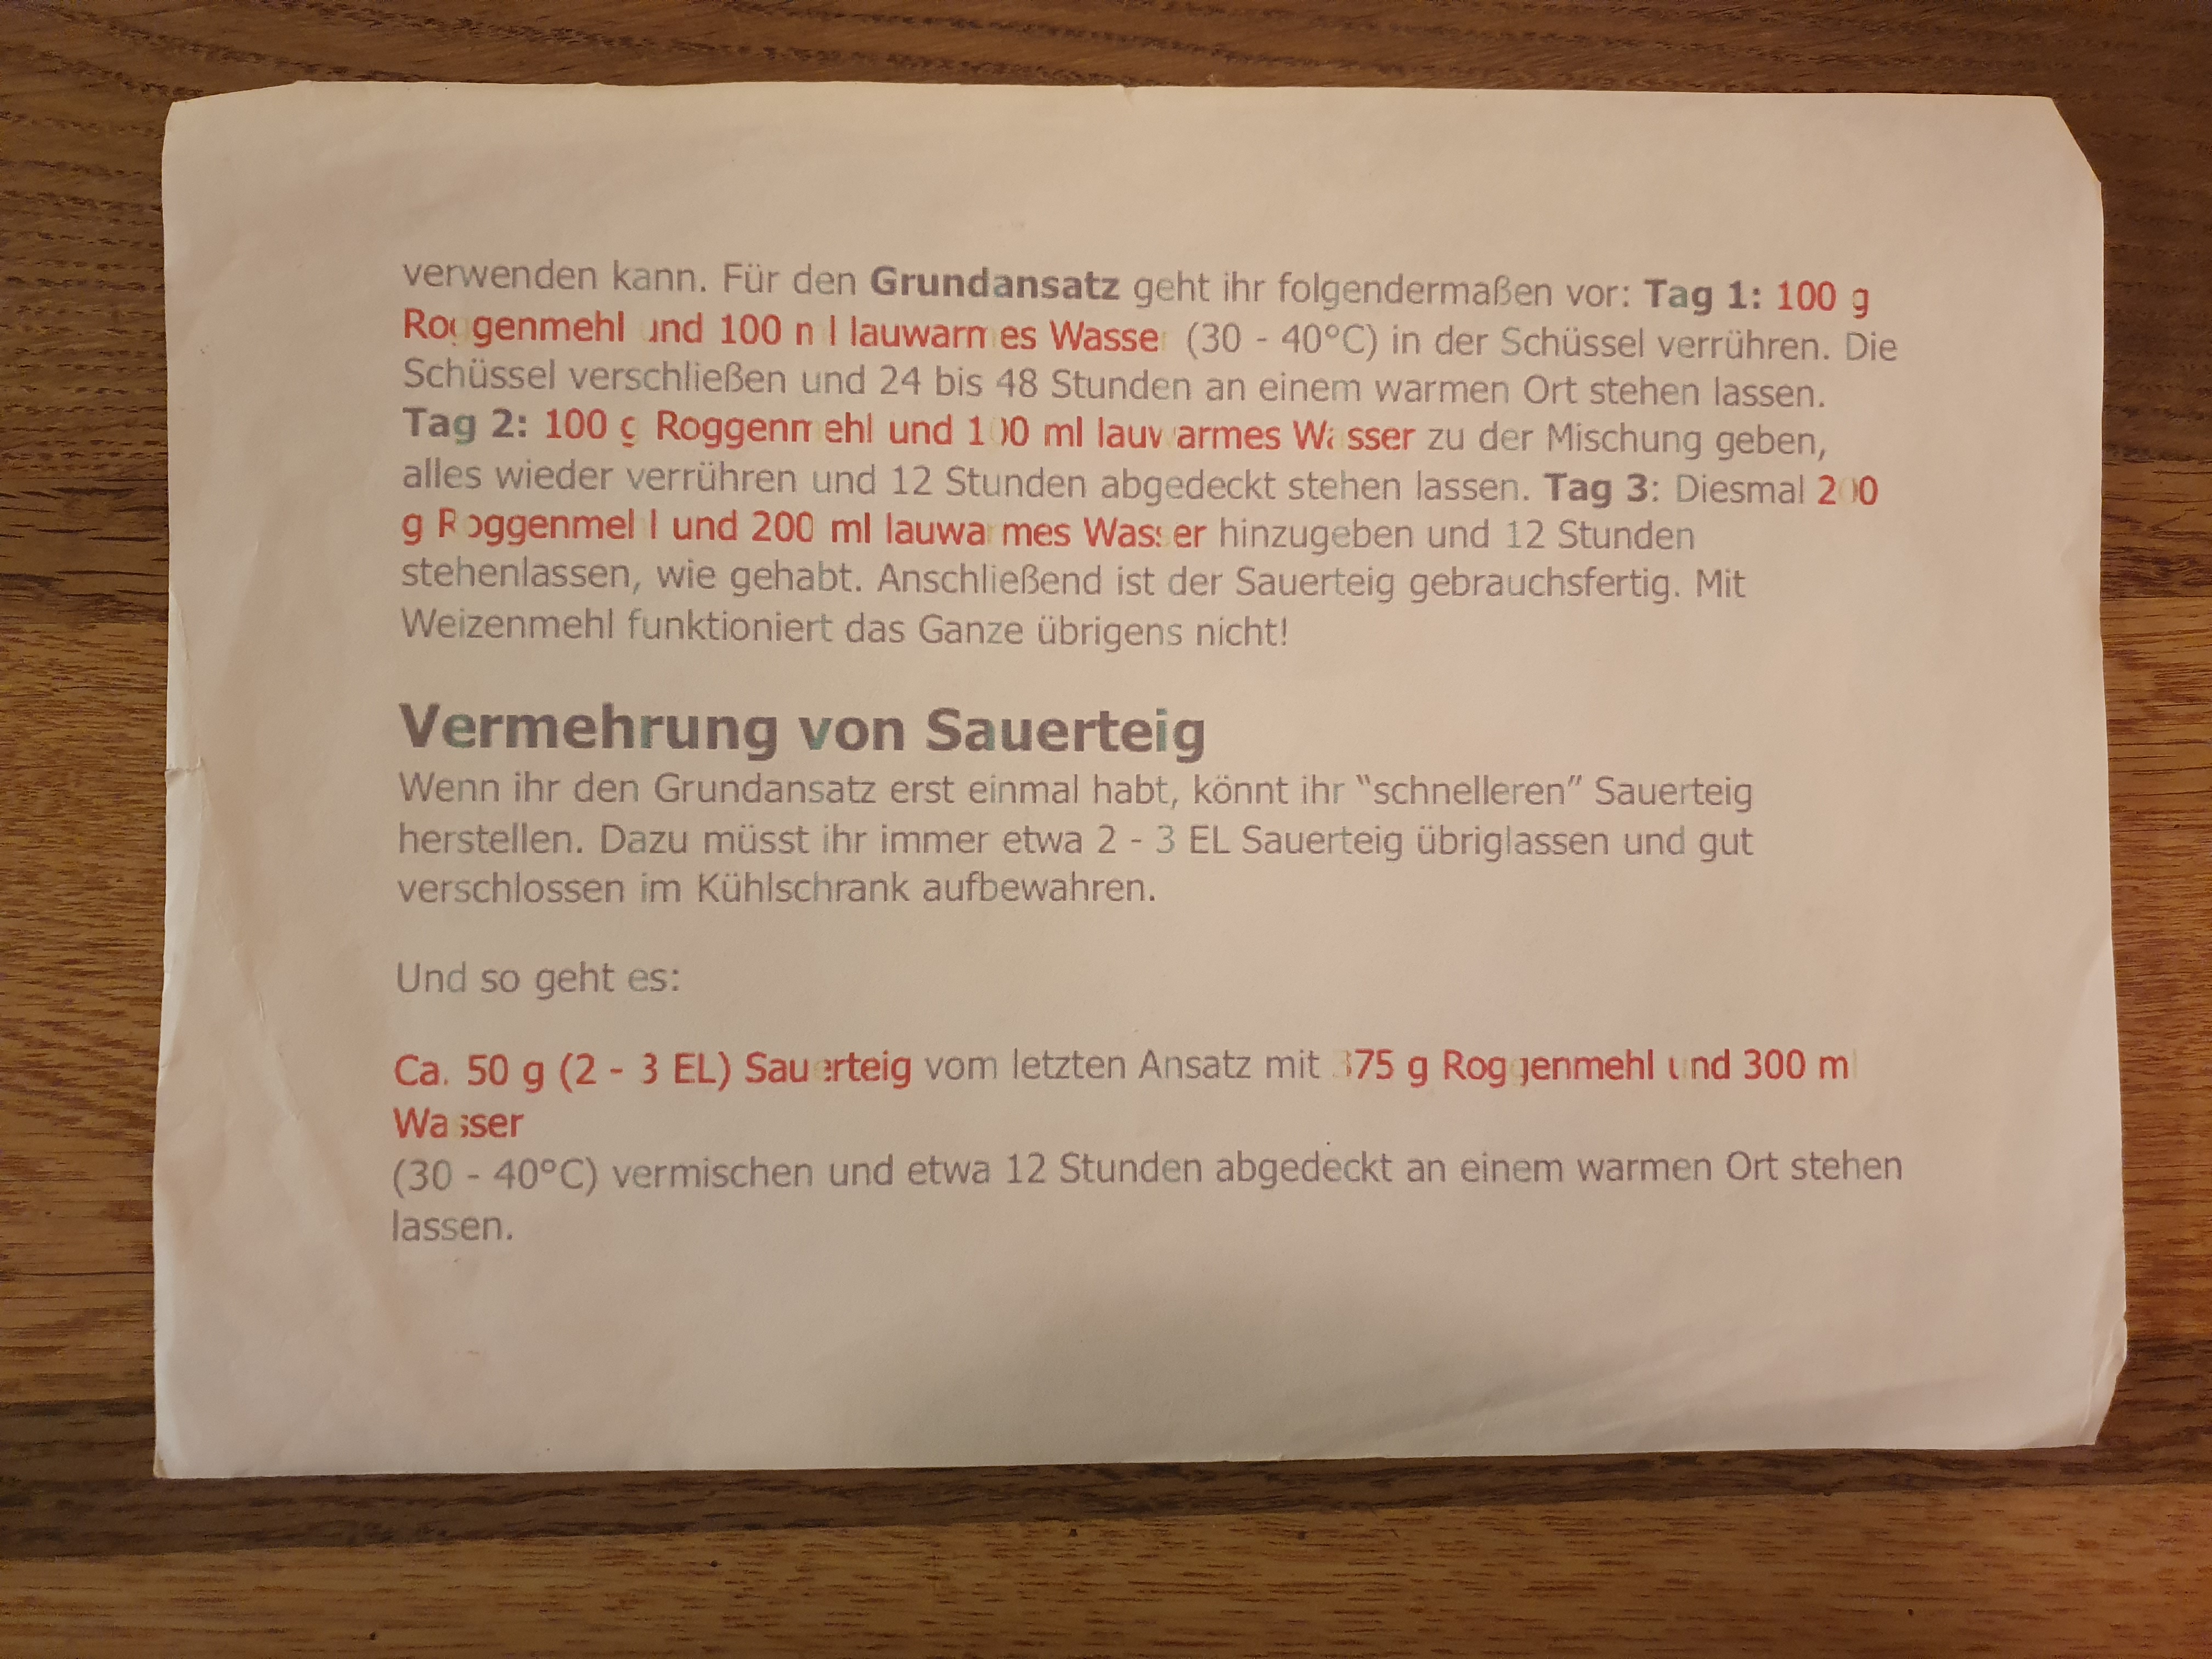 verwenden kann. Für den Grundansatz geht ihr folgendermaßen vor: Tag 1: 100 g
Roggenmehl und 100 ml lauwarmes Wasser (30 - 40°C) in der Schüssel verrühren. Die
Schüssel verschließen und 24 bis 48 Stunden an einem warmen Ort stehen lassen.
Tag 2: 100 g Roggenmehl und 100 ml lauwarmes Wasser zu der Mischung geben,
alles wieder verrühren und 12 Stunden abgedeckt stehen lassen. Tag 3: Diesmal 200
g Roggenmehl und 200 ml lauwarmes Wasser hinzugeben und 12 Stunden
stehenlassen, wie gehabt. Anschließend ist der Sauerteig gebrauchsfertig. Mit
Weizenmehl funktioniert das Ganze übrigens nicht!
Vermehrung von Sauerteig
Wenn ihr den Grundansatz erst einmal habt, könnt ihr “schnelleren” Sauerteig
herstellen. Dazu müsst ihr immer etwa 2 - 3 EL Sauerteig übriglassen und gut
verschlossen im Kühlschrank aufbewahren.
Und so geht es:
Ca. 50 g (2 - 3 EL) Sauerteig vom letzten Ansatz mit 375 g Roggenmehl und 300 ml
Wasser
(30 - 40°C) vermischen und etwa 12 Stunden abgedeckt an einem warmen Ort stehen
lassen.